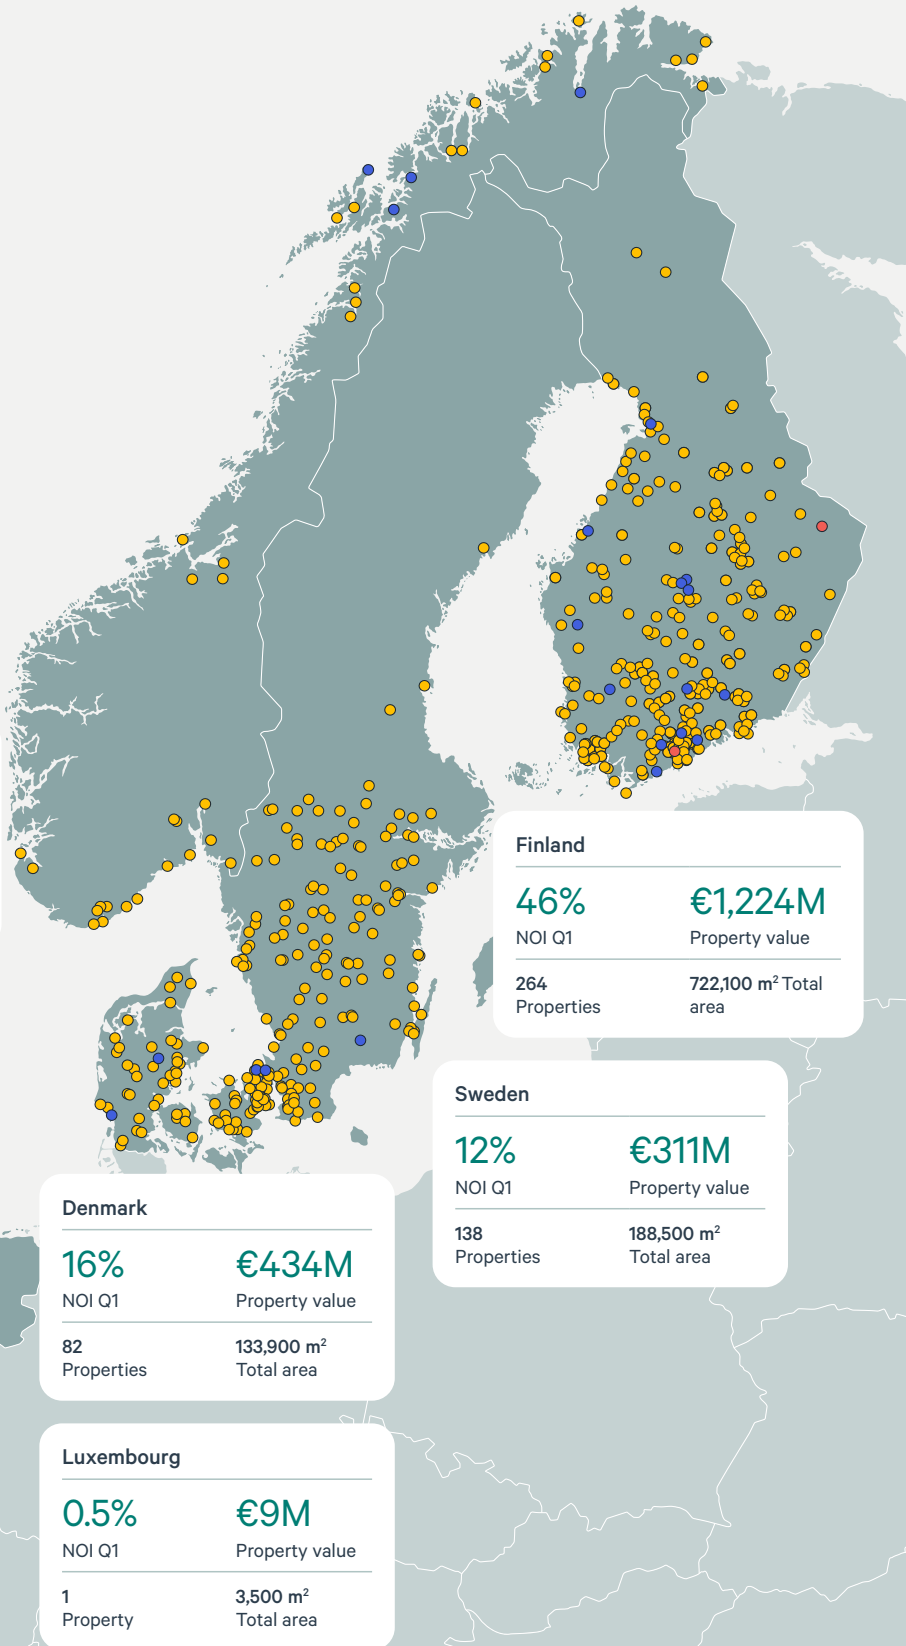 Finland
46% €1,224M
NOI Q1 Property value
264 722,100 m² Total
Properties area
Sweden
12% €311M
NOI Q1 Property value
138 188,500 m²
Properties Total area
Denmark
16% €434M
NOI Q1 Property value
82 133,900 m²
Properties Total area
Luxembourg
0.5% €9M
NOI Q1 Property value
1 3,500 m²
Property Total area